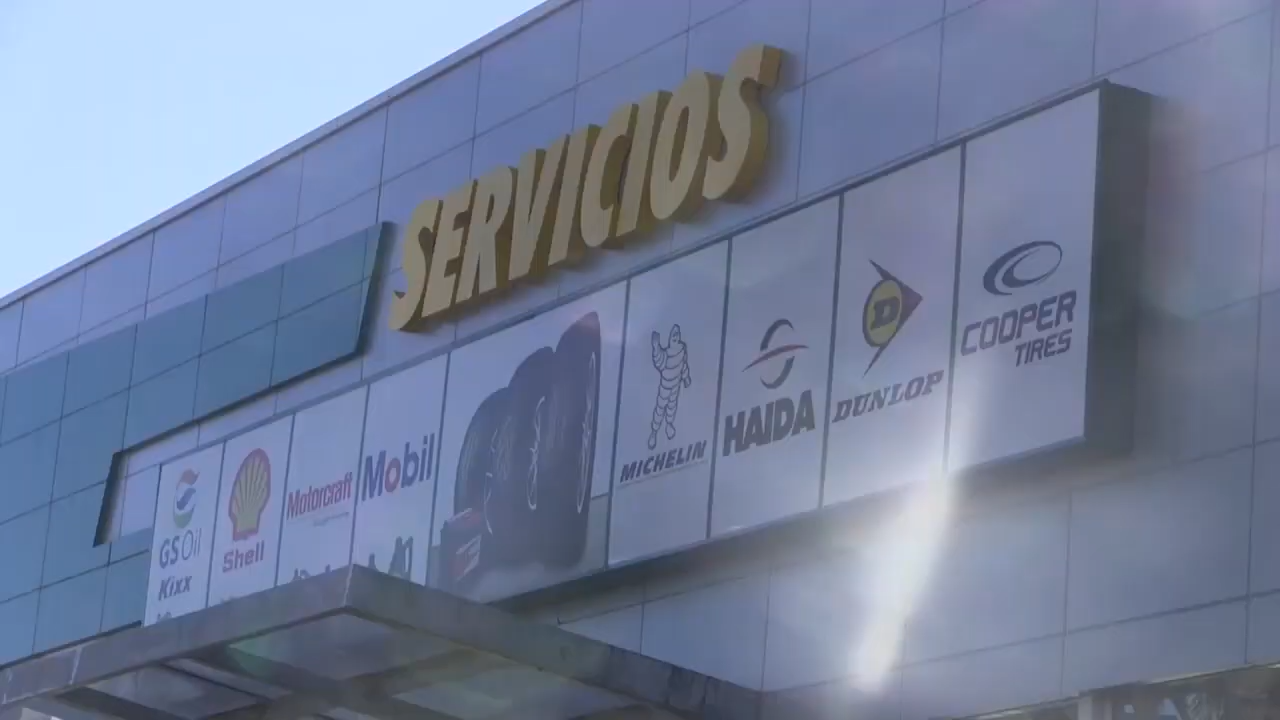 SERVICIOS
GS Oil
Kixx
Shell
Motorcraft
Mobil
MICHELIN
HAIDA
D
DUNLOP
COOPER
TIRES